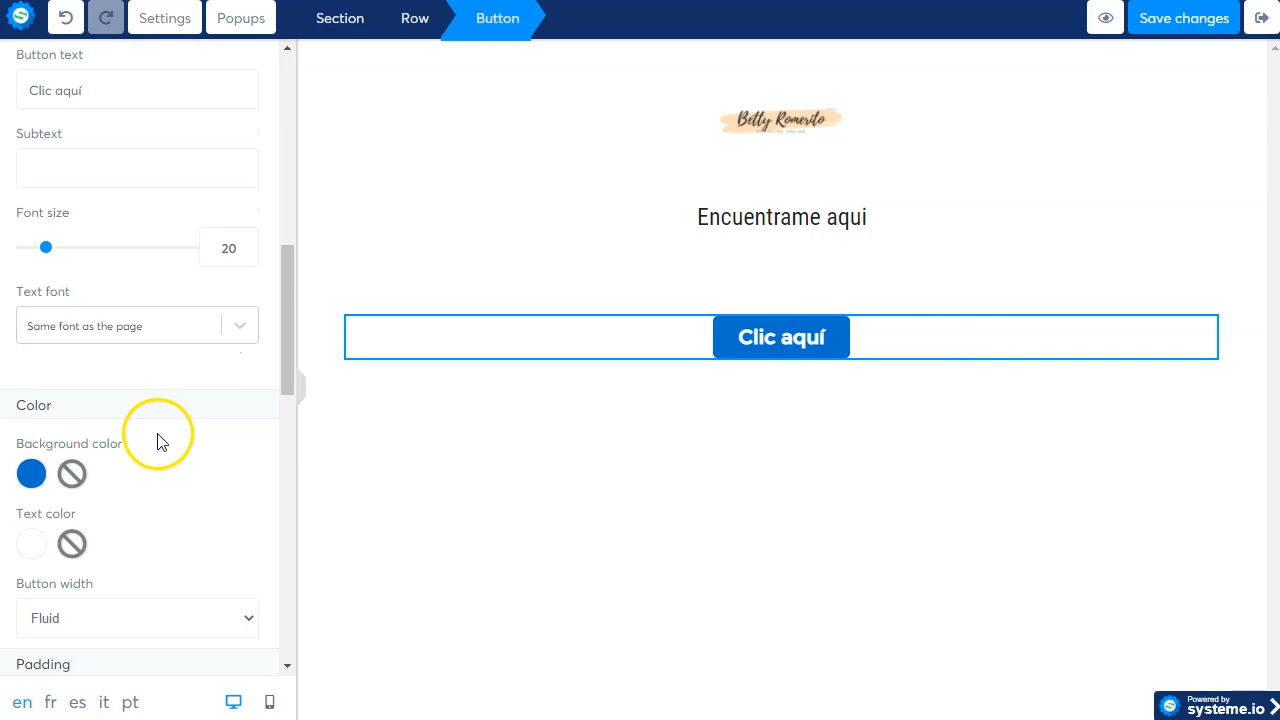 Settings
Popups
Section
Row
Button
Save changes
Button text
Clic aquí
Subtext
Font size
20
Text font
Same font as the page
Color
Background color
Text color
Button width
Fluid
Padding
en fr es it pt
Betty Romerito
Encuentrame aqui
Clic aquí
Powered by
systeme.io